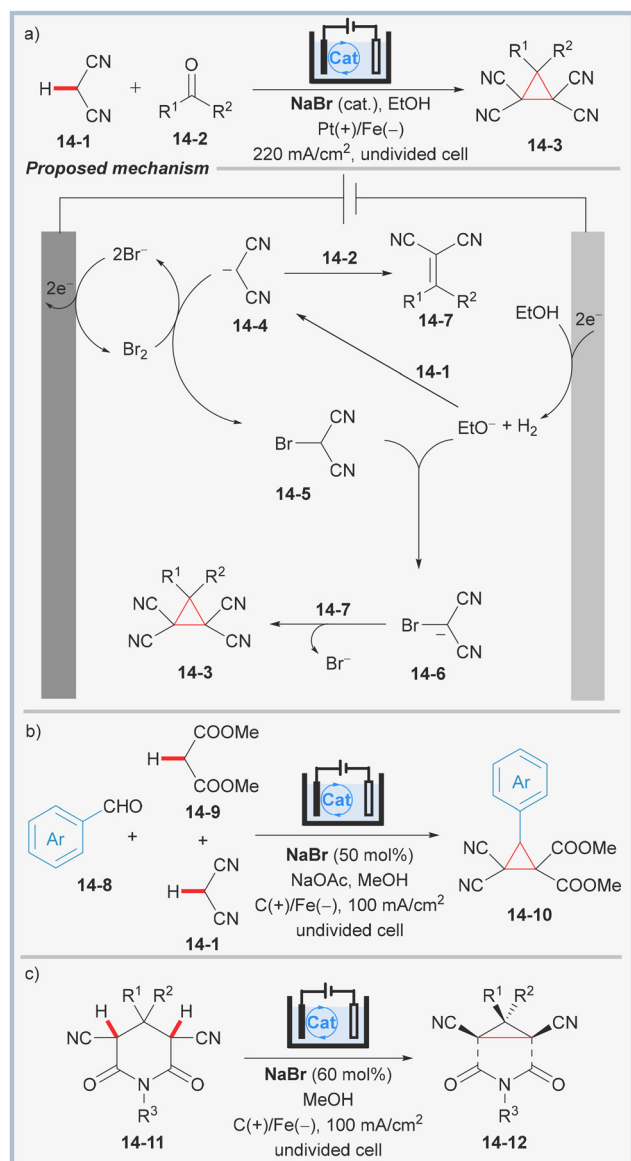 a)
CN
H
CN
14-1
+
O
R1 R2
14-2
Cat
NaBr (cat.), EtOH
Pt(+)/Fe(−)
220 mA/cm2, undivided cell
R1 R2
NC CN
NC CN
14-3
Proposed mechanism
2e−
2Br−
Br2
CN
−
CN
14-4
14-2
NC CN
R1 R2
14-7
EtOH
2e−
14-1
EtO− + H2
CN
Br
CN
14-5
R1 R2
NC CN
NC CN
14-3
14-7
Br−
CN
Br
−
CN
14-6
b)
CHO
Ar
14-8
+
COOMe
H
COOMe
14-9
+
CN
H
CN
14-1
Cat
NaBr (50 mol%)
NaOAc, MeOH
C(+)/Fe(−), 100 mA/cm2
undivided cell
Ar
NC COOMe
NC COOMe
14-10
c)
H R1 R2 H
NC CN
O N O
R3
14-11
Cat
NaBr (60 mol%)
MeOH
C(+)/Fe(−), 100 mA/cm2
undivided cell
R1 R2
NC CN
O N O
R3
14-12